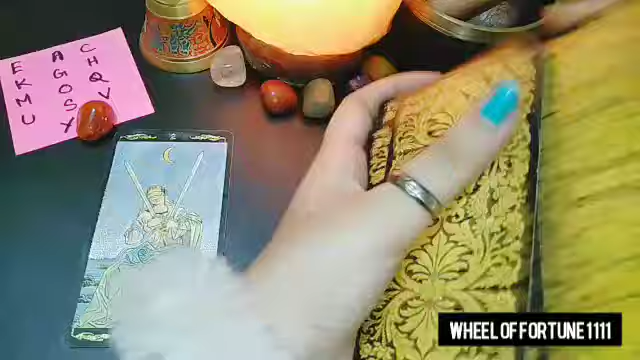 E A C
K G H
M O Q
U S V
Y
WHEEL OF FORTUNE 1111